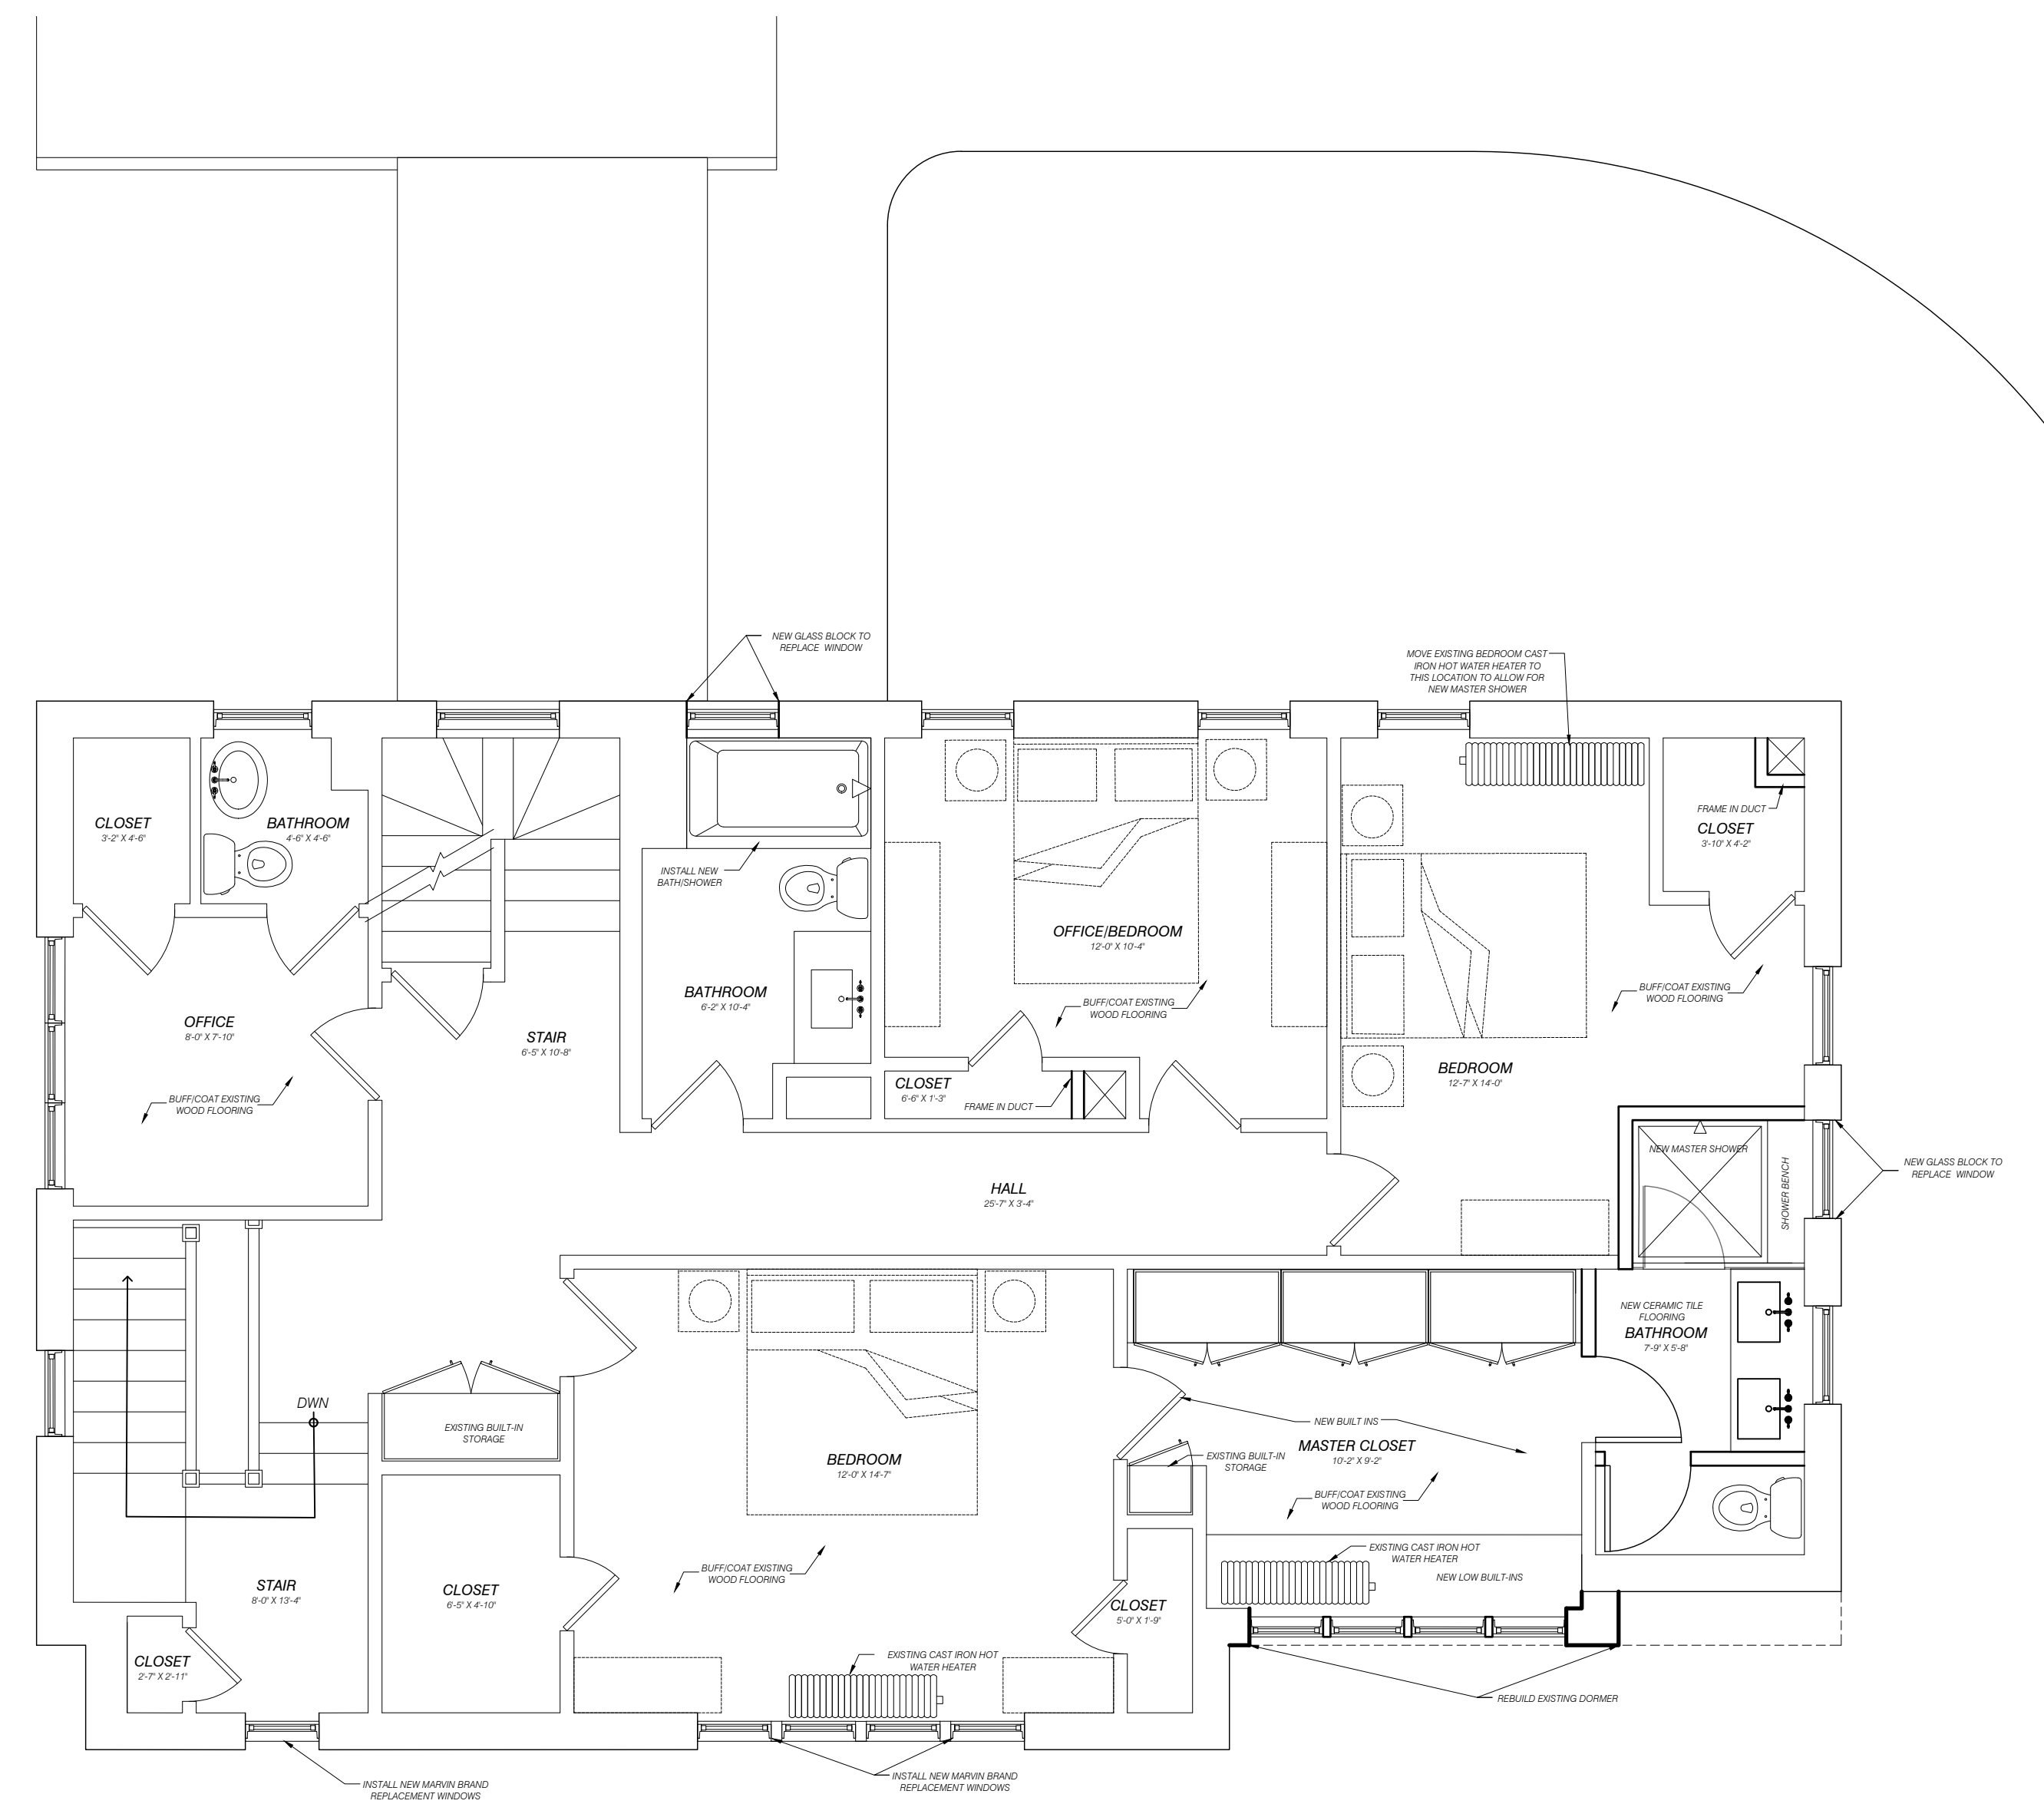 NEW GLASS BLOCK TO
REPLACE WINDOW
MOVE EXISTING BEDROOM CAST
IRON HOT WATER HEATER TO
THIS LOCATION TO ALLOW FOR
NEW MASTER SHOWER
CLOSET
3'-2" X 4'-6"
BATHROOM
4'-6" X 4'-6"
FRAME IN DUCT
CLOSET
3'-10" X 4'-2"
INSTALL NEW
BATH/SHOWER
OFFICE/BEDROOM
12'-0" X 10'-4"
BATHROOM
6'-2" X 10'-4"
BUFF/COAT EXISTING
WOOD FLOORING
BUFF/COAT EXISTING
WOOD FLOORING
OFFICE
8'-0" X 7'-10"
STAIR
6'-5" X 10'-8"
BEDROOM
12'-7" X 14'-0"
CLOSET
6'-6" X 1'-3"
FRAME IN DUCT
BUFF/COAT EXISTING
WOOD FLOORING
NEW MASTER SHOWER
SHOWER BENCH
NEW GLASS BLOCK TO
REPLACE WINDOW
HALL
25'-7" X 3'-4"
NEW CERAMIC TILE
FLOORING
BATHROOM
7'-9" X 5'-8"
DWN
EXISTING BUILT-IN
STORAGE
NEW BUILT INS
MASTER CLOSET
10'-2" X 9'-2"
EXISTING BUILT-IN
STORAGE
BEDROOM
12'-0" X 14'-7"
BUFF/COAT EXISTING
WOOD FLOORING
EXISTING CAST IRON HOT
WATER HEATER
NEW LOW BUILT-INS
BUFF/COAT EXISTING
WOOD FLOORING
STAIR
8'-0" X 13'-4"
CLOSET
6'-5" X 4'-10"
CLOSET
5'-0" X 1'-9"
CLOSET
2'-7" X 2'-11"
EXISTING CAST IRON HOT
WATER HEATER
REBUILD EXISTING DORMER
INSTALL NEW MARVIN BRAND
REPLACEMENT WINDOWS
INSTALL NEW MARVIN BRAND
REPLACEMENT WINDOWS